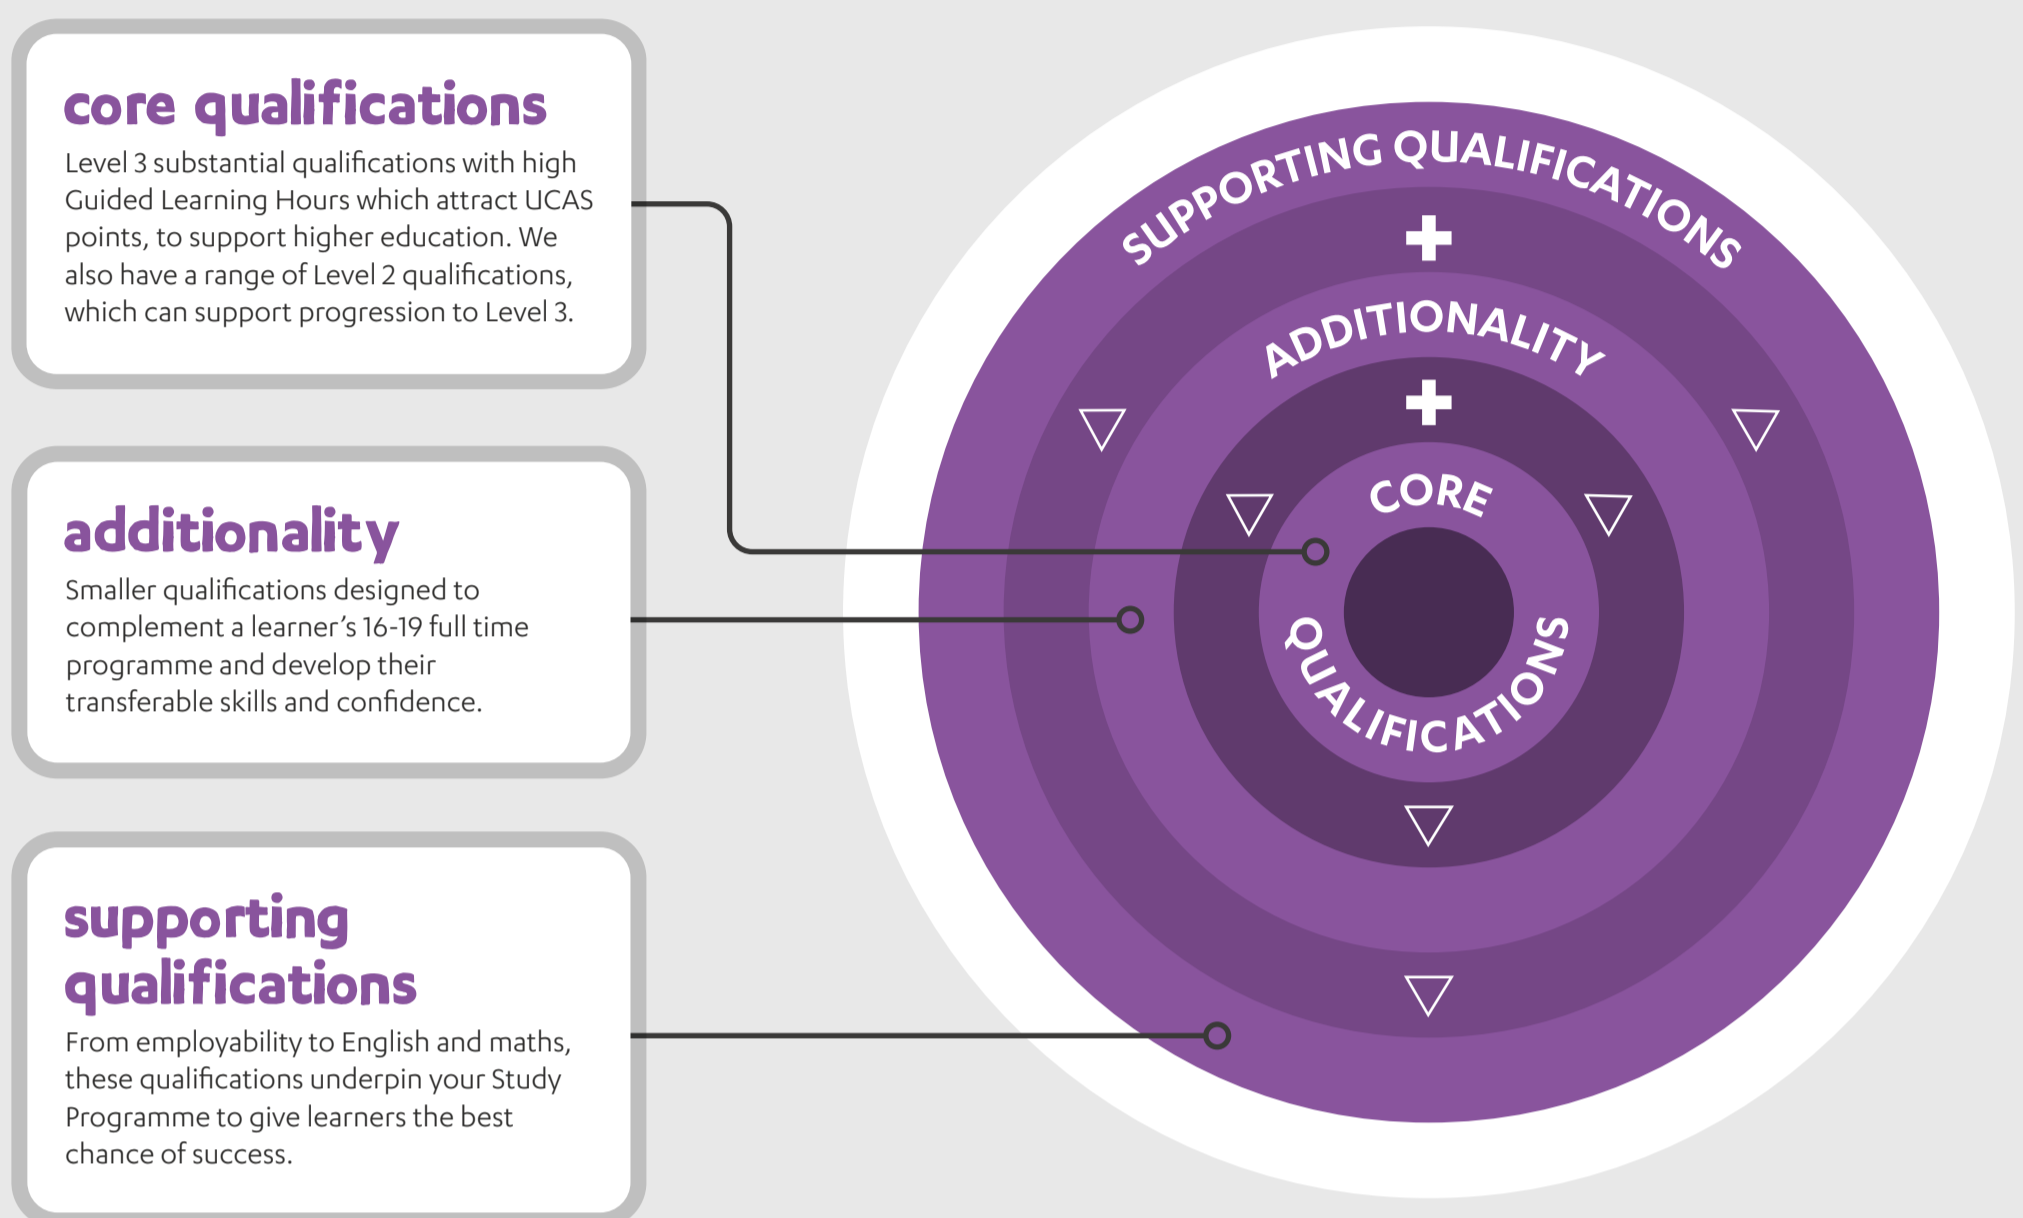 core qualifications
Level 3 substantial qualifications with high
Guided Learning Hours which attract UCAS
points, to support higher education. We
also have a range of Level 2 qualifications,
which can support progression to Level 3.
additionality
Smaller qualifications designed to
complement a learner’s 16-19 full time
programme and develop their
transferable skills and confidence.
supporting
qualifications
From employability to English and maths,
these qualifications underpin your Study
Programme to give learners the best
chance of success.
SUPPORTING QUALIFICATIONS
+
ADDITIONALITY
+
CORE
QUALIFICATIONS